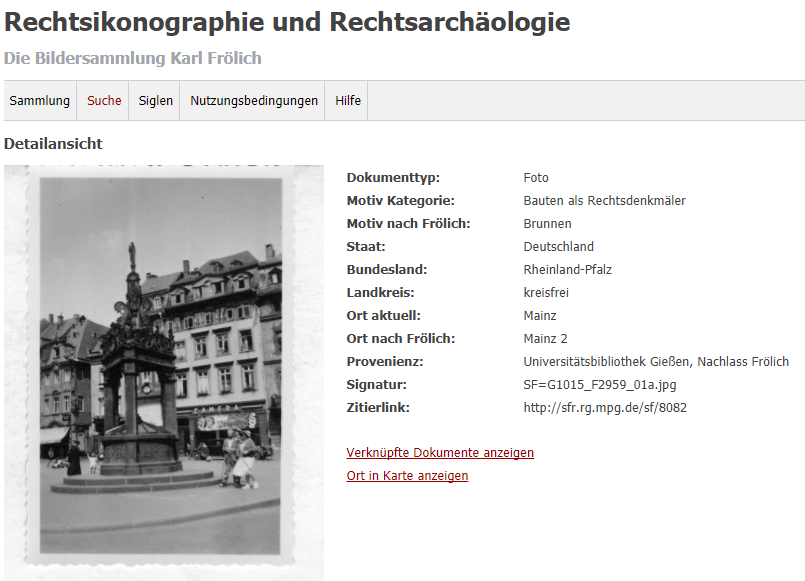 Rechtsikonographie und Rechtsarchäologie
Die Bildersammlung Karl Frölich
Sammlung Suche Siglen Nutzungsbedingungen Hilfe
Detailansicht
Dokumenttyp: Foto
Motiv Kategorie: Bauten als Rechtsdenkmäler
Motiv nach Frölich: Brunnen
Staat: Deutschland
Bundesland: Rheinland-Pfalz
Landkreis: kreisfrei
Ort aktuell: Mainz
Ort nach Frölich: Mainz 2
Provenienz: Universitätsbibliothek Gießen, Nachlass Frölich
Signatur: SF=G1015_F2959_01a.jpg
Zitierlink: http://sfr.rg.mpg.de/sf/8082
Verknüpfte Dokumente anzeigen
Ort in Karte anzeigen
CAMERA